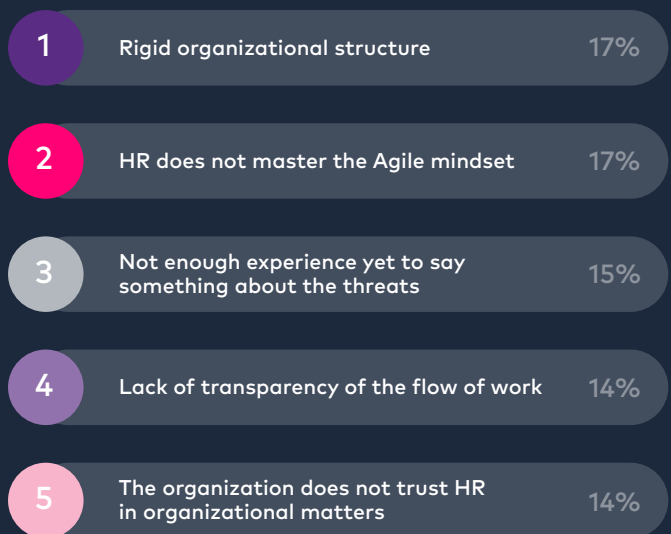 1 Rigid organizational structure 17%
2 HR does not master the Agile mindset 17%
3 Not enough experience yet to say
something about the threats 15%
4 Lack of transparency of the flow of work 14%
5 The organization does not trust HR
in organizational matters 14%